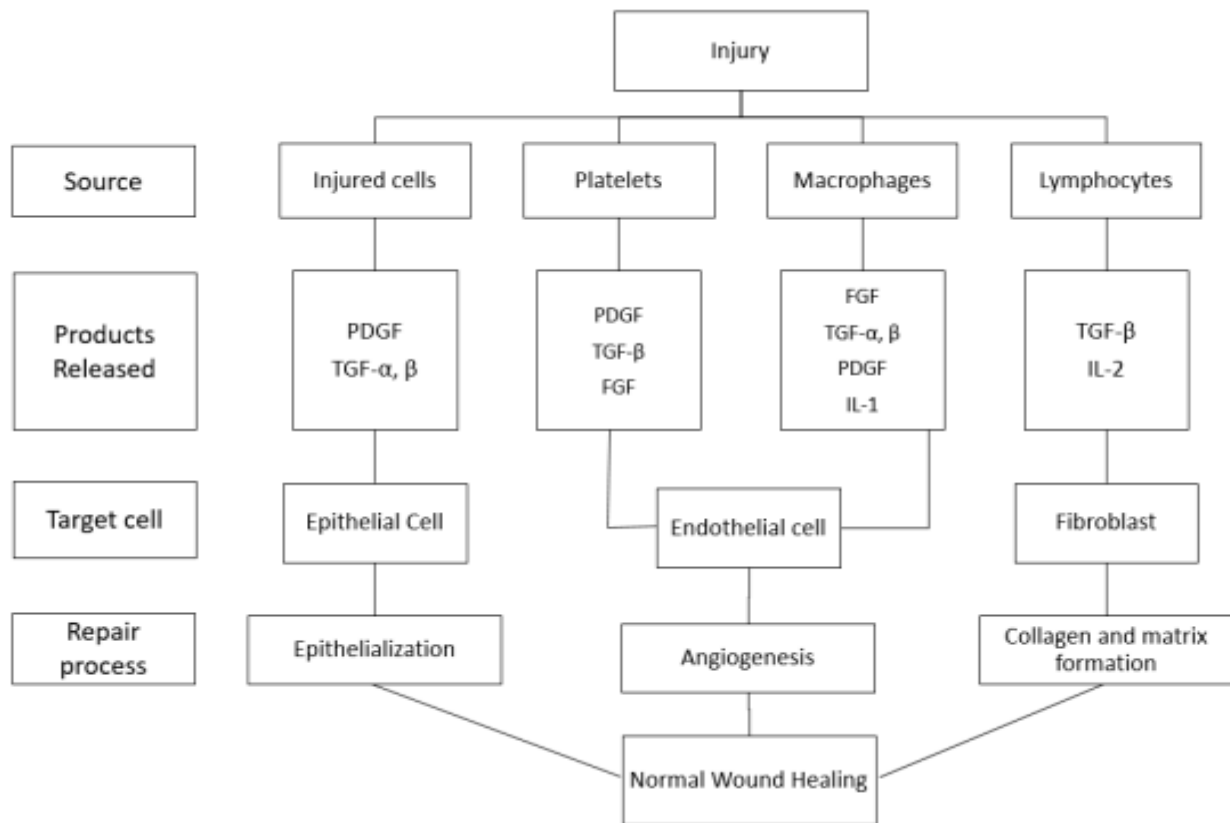 Injury
Source
Injured cells
Platelets
Macrophages
Lymphocytes
Products
Released
PDGF
TGF-α, β
PDGF
TGF-β
FGF
FGF
TGF-α, β
PDGF
IL-1
TGF-β
IL-2
Target cell
Epithelial Cell
Endothelial cell
Fibroblast
Repair
process
Epithelialization
Angiogenesis
Collagen and matrix
formation
Normal Wound Healing